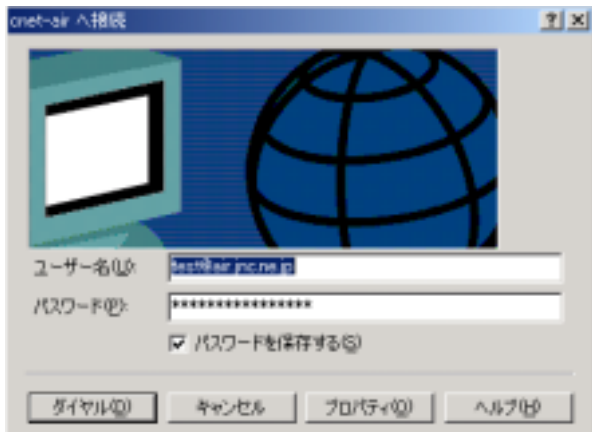 cnet-air へ接続
ユーザー名(U):
test@air.jnc.ne.jp
パスワード(P):
****************
パスワードを保存する(S)
ダイヤル(D) キャンセル プロパティ(O) ヘルプ(H)